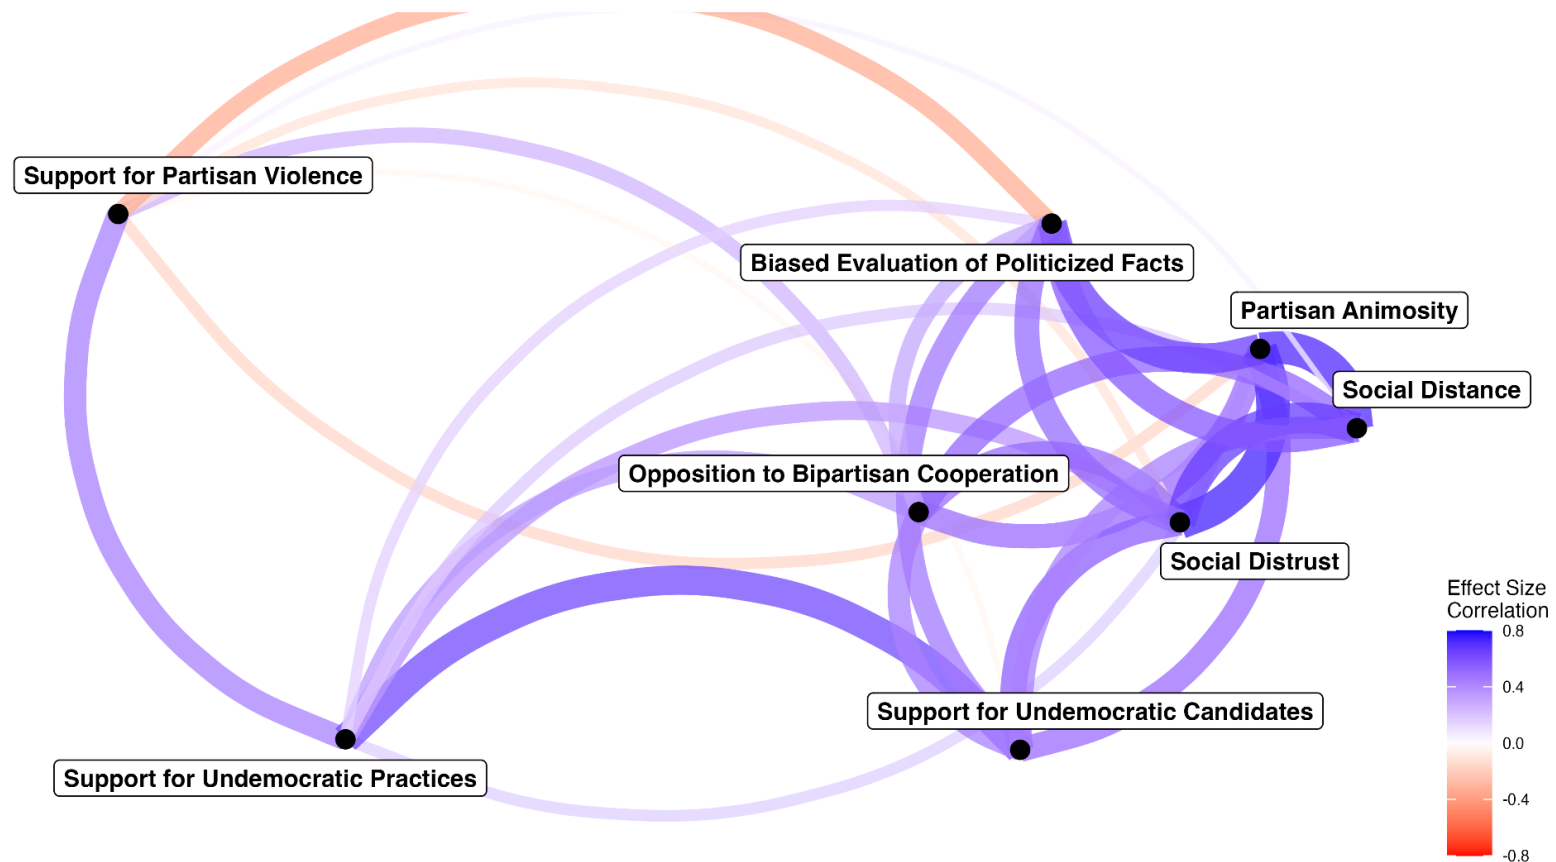 Support for Partisan Violence
Biased Evaluation of Politicized Facts
Partisan Animosity
Social Distance
Opposition to Bipartisan Cooperation
Social Distrust
Support for Undemocratic Candidates
Support for Undemocratic Practices
Effect Size
Correlation
0.8
0.4
0.0
-0.4
-0.8